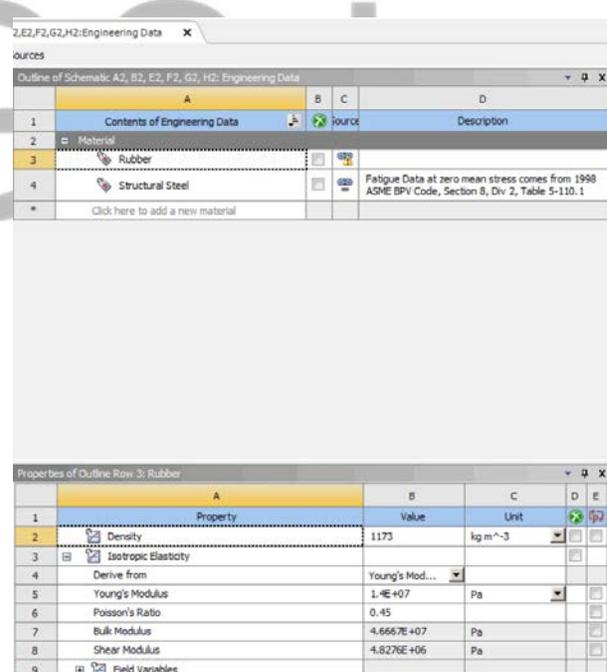 2,E2,F2,G2,H2:Engineering Data x
ources
Outline of Schematic A2, B2, E2, F2, G2, H2: Engineering Data
A B C D
1 Contents of Engineering Data Source Description
2 Material
3 Rubber
4 Structural Steel Fatigue Data at zero mean stress comes from 1998
ASME BPV Code, Section 8, Div 2, Table 5-110.1
* Click here to add a new material
Properties of Outline Row 3: Rubber
A B C D E
1 Property Value Unit
2 Density 1173 kg m^-3
3 Isotropic Elasticity
4 Derive from Young's Mod...
5 Young's Modulus 1.4E+07 Pa
6 Poisson's Ratio 0.45
7 Bulk Modulus 4.6667E+07 Pa
8 Shear Modulus 4.8276E+06 Pa
9 Field Variables